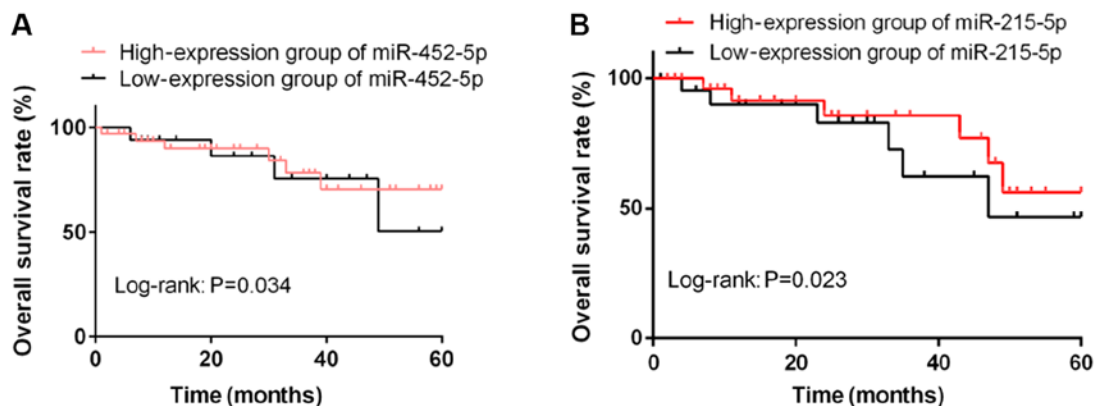 A
High-expression group of miR-452-5p
Low-expression group of miR-452-5p
Overall survival rate (%)
100
50
0
Log-rank: P=0.034
0 20 40 60
Time (months)
B
High-expression group of miR-215-5p
Low-expression group of miR-215-5p
Overall survival rate (%)
100
50
0
Log-rank: P=0.023
0 20 40 60
Time (months)